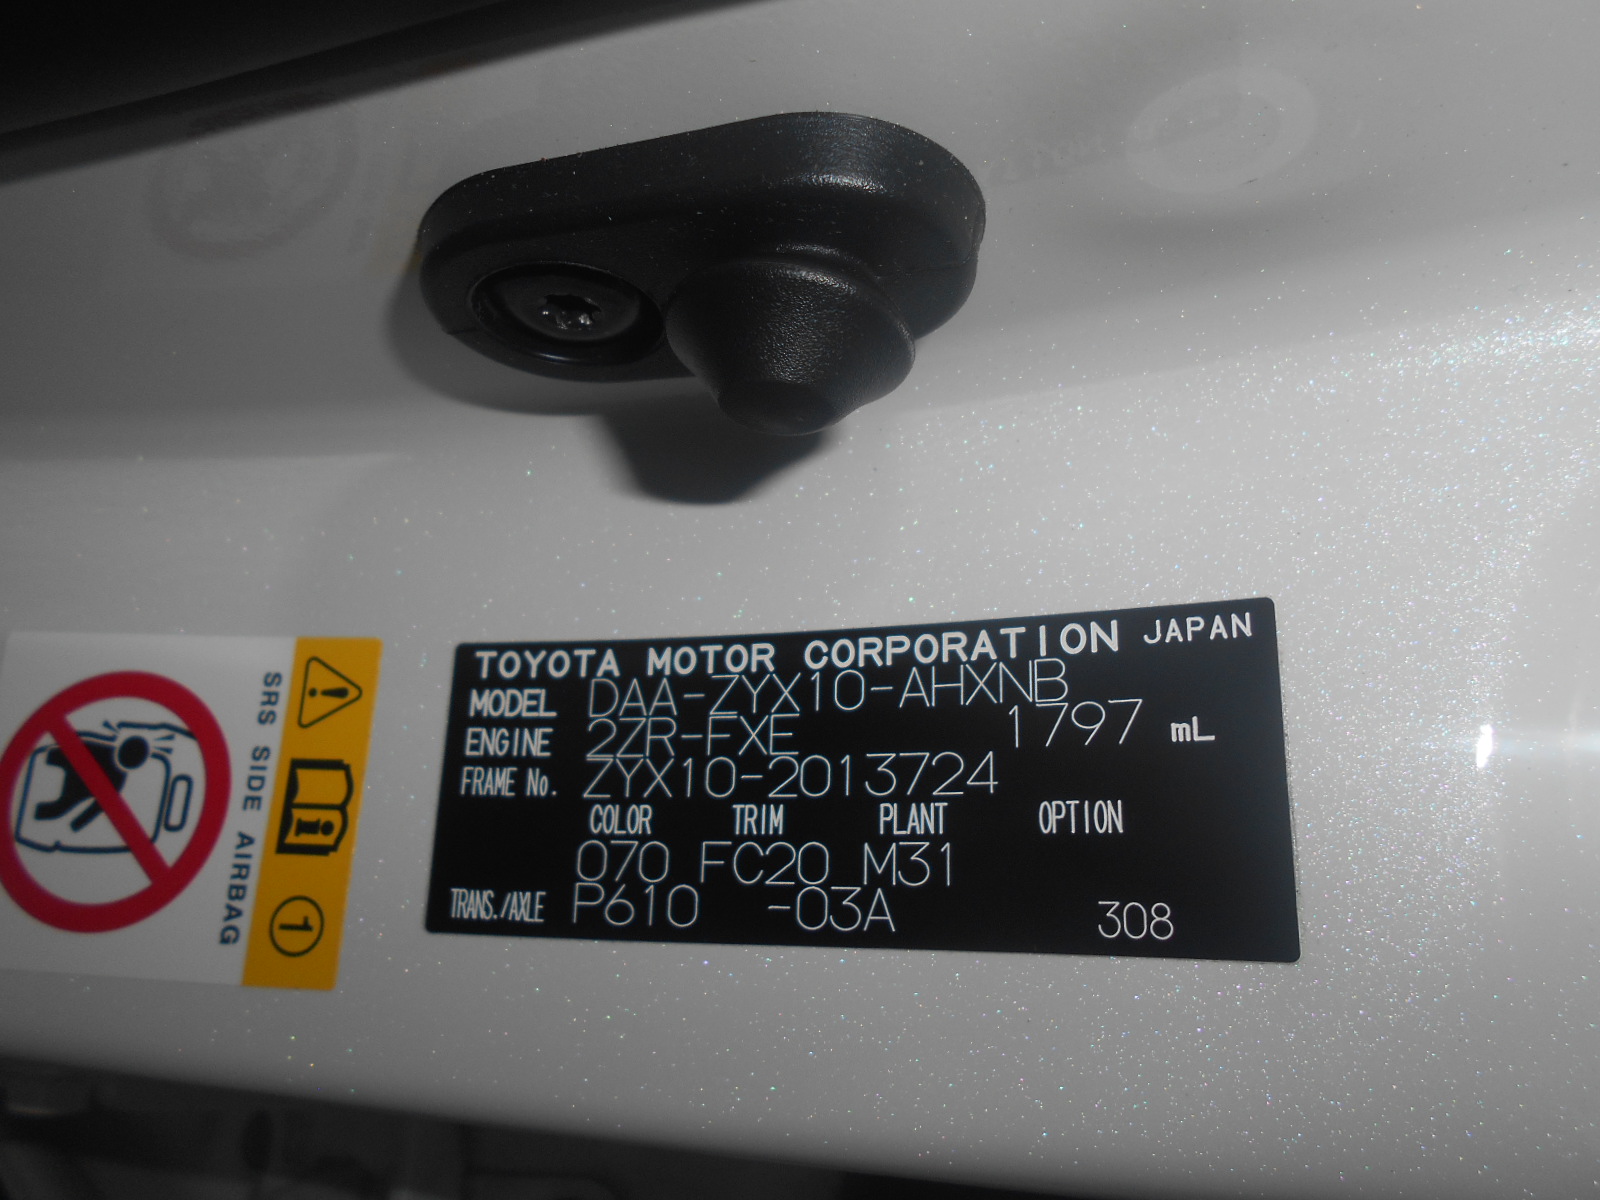 TOYOTA MOTOR CORPORATION JAPAN
MODEL DAA-ZYX10-AHXNB
ENGINE 2ZR-FXE 1797 mL
FRAME No. ZYX10-2013724
COLOR TRIM PLANT OPTION
070 FC20 M31
TRANS./AXLE P610 -03A 308
SRS SIDE AIRBAG
1